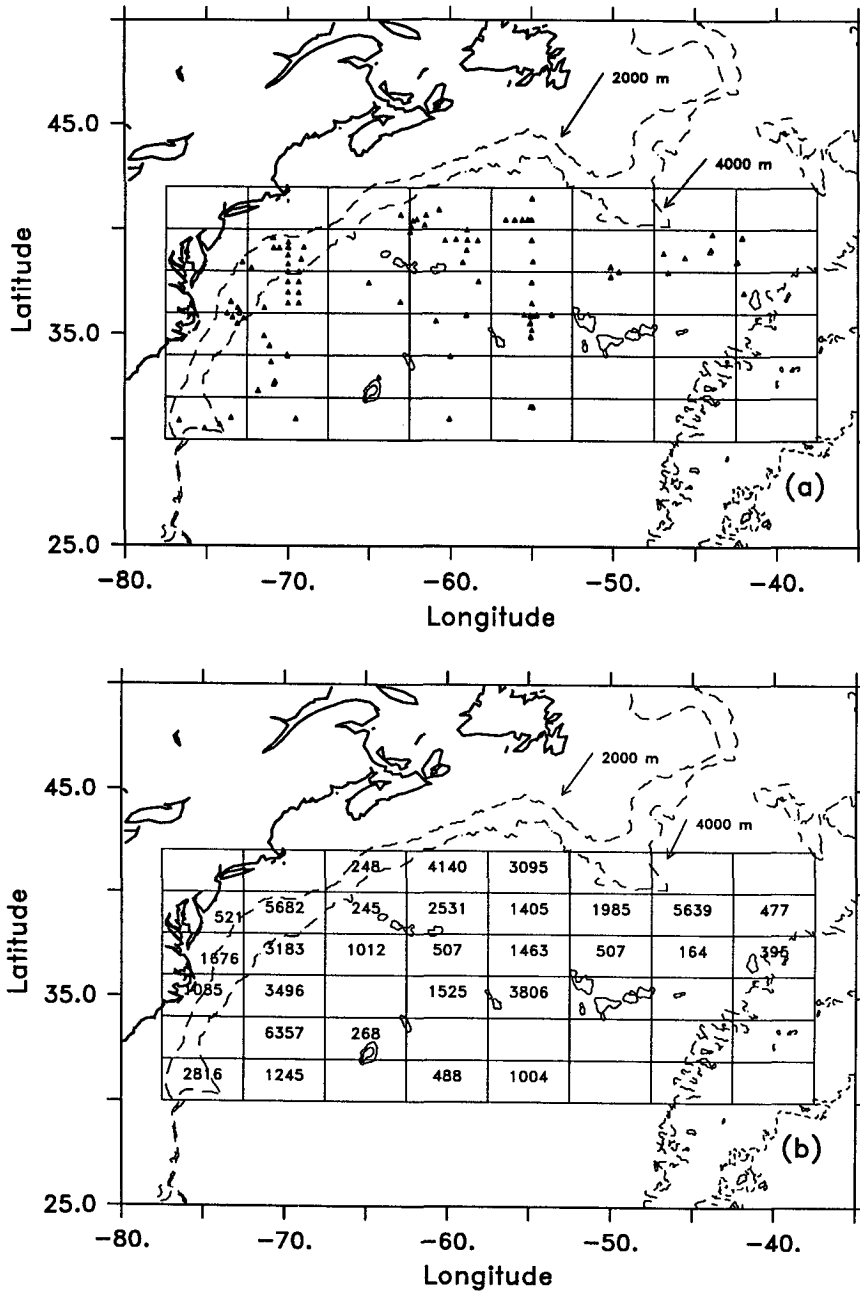 2000 m
45.0
4000 m
35.0
Latitude
(a)
25.0
-80. -70. -60. -50. -40.
Longitude
2000 m
45.0
4000 m
248 4140 3095
521 5682 245 2531 1405 1985 5639 477
1676 3183 1012 507 1463 507 164 395
Latitude
35.0
1085 3496 1525 3806
6357 268
2816 1245 488 1004
(b)
25.0
-80. -70. -60. -50. -40.
Longitude